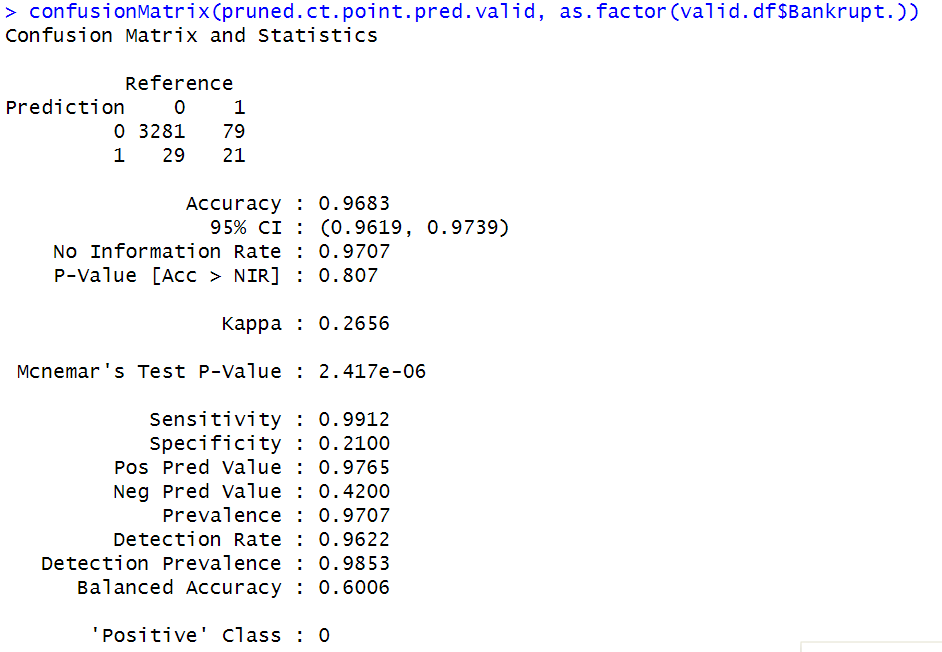 > confusionMatrix(pruned.ct.point.pred.valid, as.factor(valid.df$Bankrupt.))
Confusion Matrix and Statistics
Reference
Prediction 0 1
0 3281 79
1 29 21
Accuracy : 0.9683
95% CI : (0.9619, 0.9739)
No Information Rate : 0.9707
P-Value [Acc > NIR] : 0.807
Kappa : 0.2656
Mcnemar's Test P-Value : 2.417e-06
Sensitivity : 0.9912
Specificity : 0.2100
Pos Pred Value : 0.9765
Neg Pred Value : 0.4200
Prevalence : 0.9707
Detection Rate : 0.9622
Detection Prevalence : 0.9853
Balanced Accuracy : 0.6006
'Positive' Class : 0